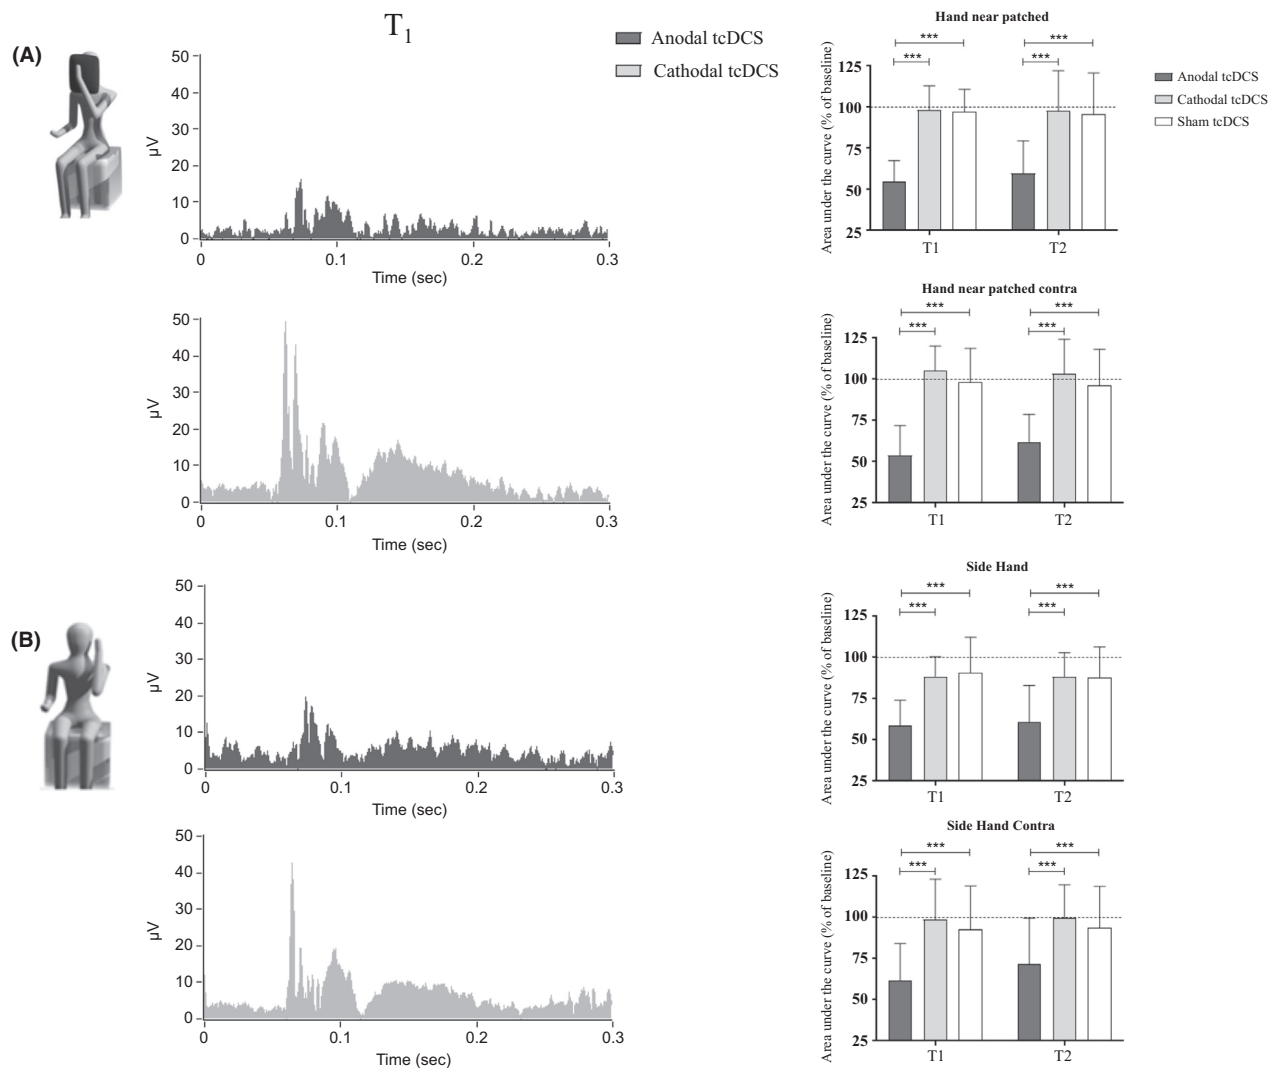 T1
Anodal tcDCS
Cathodal tcDCS
(A)
50
40
30
20
10
0
µV
0 0.1 0.2 0.3
Time (sec)
50
40
30
20
10
0
µV
0 0.1 0.2 0.3
Time (sec)
(B)
50
40
30
20
10
0
µV
0 0.1 0.2 0.3
Time (sec)
50
40
30
20
10
0
µV
0 0.1 0.2 0.3
Time (sec)
Hand near patched
*** ***
*** ***
Area under the curve (% of baseline)
125
100
75
50
25
T1 T2
Anodal tcDCS
Cathodal tcDCS
Sham tcDCS
Hand near patched contra
*** ***
*** ***
Area under the curve (% of baseline)
125
100
75
50
25
T1 T2
Side Hand
*** ***
*** ***
Area under the curve (% of baseline)
125
100
75
50
25
T1 T2
Side Hand Contra
*** ***
*** ***
Area under the curve (% of baseline)
125
100
75
50
25
T1 T2